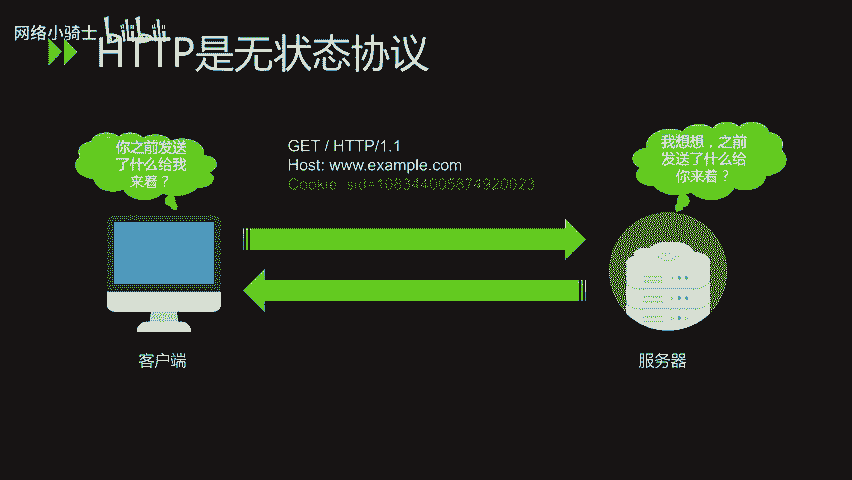 网络小骑士 bilibili
HTTP是无状态协议
你之前发送
了什么给我
来着？
GET / HTTP/1.1
Host: www.example.com
Cookie: sid=108344005874920023
我想想，之前
发送了什么给
你来着？
客户端
服务器